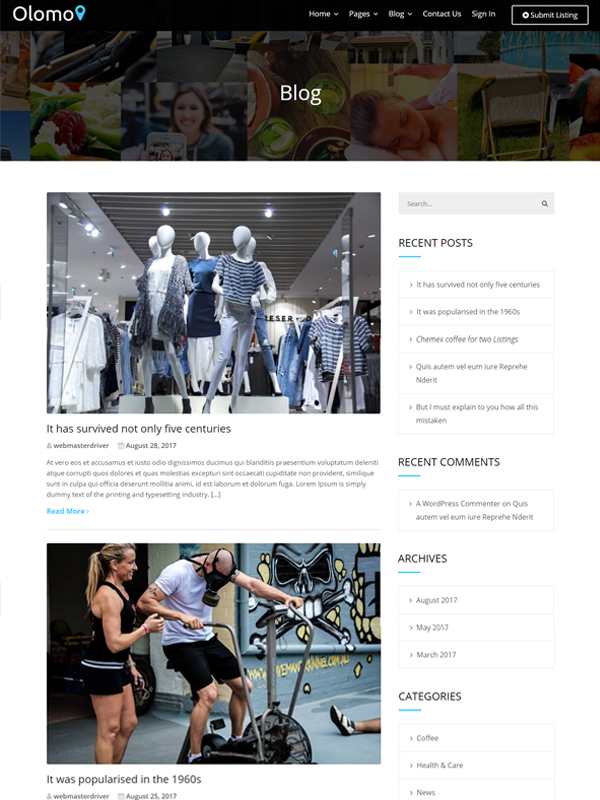 Olomo
Home Pages Blog Contact Us Sign In Submit Listing
Blog
Search...
RESER
It has survived not only five centuries
webmasterdriver August 28, 2017
At vero eos et accusamus et iusto odio dignissimos ducimus qui blanditiis praesentium voluptatum deleniti
atque corrupti quos dolores et quas molestias excepturi sint occaecati cupiditate non provident, similique
sunt in culpa qui officia deserunt mollitia animi, id est laborum et dolorum fuga. Lorem Ipsum is simply
dummy text of the printing and typesetting industry. [...]
Read More
It was popularised in the 1960s
webmasterdriver August 25, 2017
RECENT POSTS
It has survived not only five centuries
It was popularised in the 1960s
Chemex coffee for two Listings
Quis autem vel eum iure Reprehe
Nderit
But I must explain to you how all this
mistaken
RECENT COMMENTS
A WordPress Commenter on Quis
autem vel eum iure Reprehe Nderit
ARCHIVES
August 2017
May 2017
March 2017
CATEGORIES
Coffee
Health & Care
News